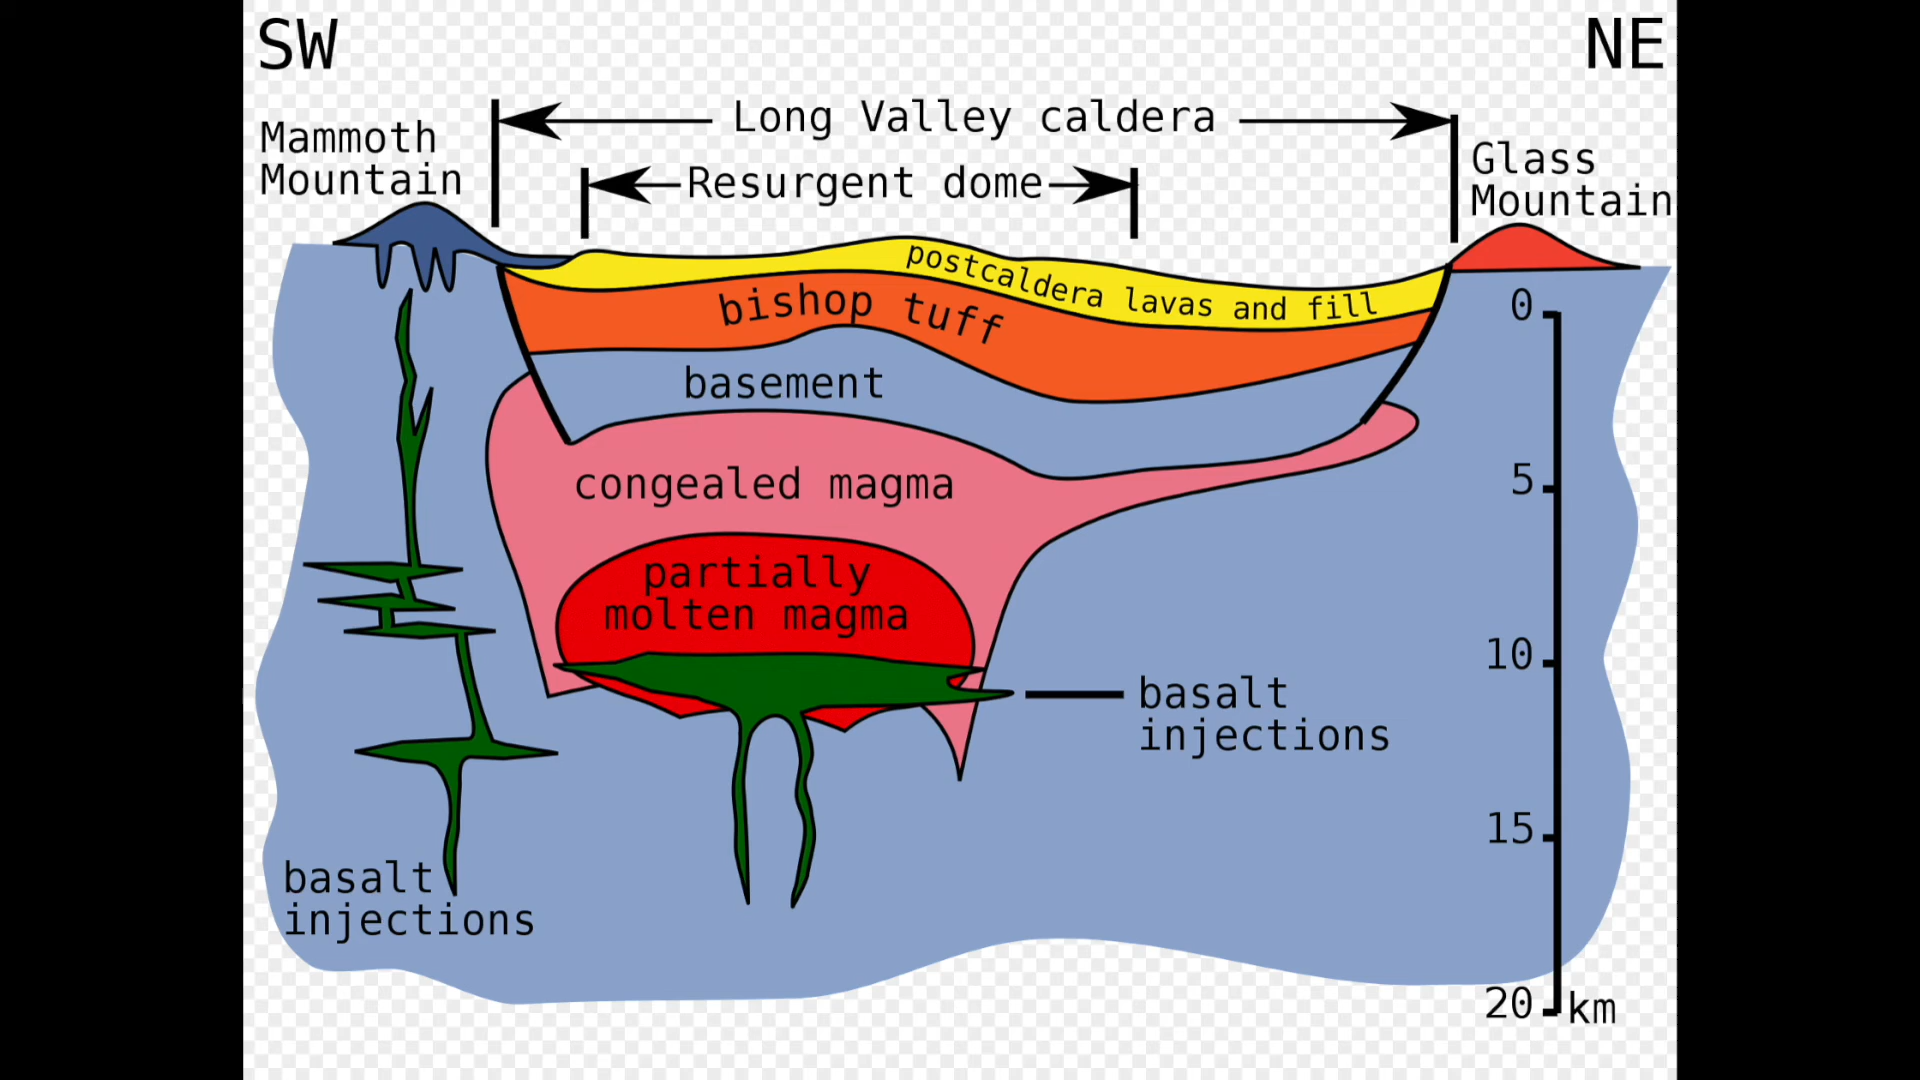 SW
NE
Long Valley caldera
Mammoth
Mountain
Resurgent dome
Glass
Mountain
postcaldera lavas and fill
bishop tuff
0
basement
5
congealed magma
partially
molten magma
10
basalt
injections
15
basalt
injections
20 km